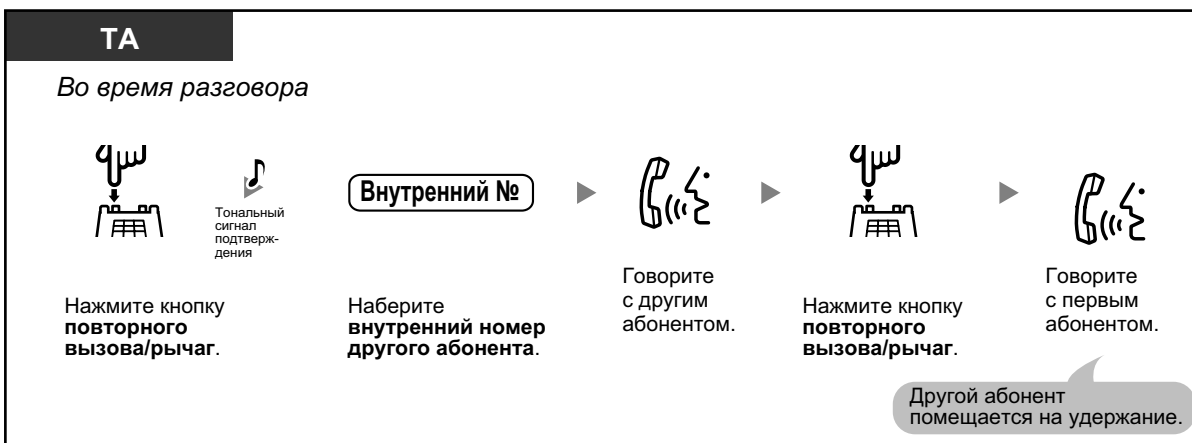 ТА
Во время разговора
Тональный
сигнал
подтверж-
дения
Внутренний №
Нажмите кнопку
повторного
вызова/рычаг.
Наберите
внутренний номер
другого абонента.
Говорите
с другим
абонентом.
Нажмите кнопку
повторного
вызова/рычаг.
Говорите
с первым
абонентом.
Другой абонент
помещается на удержание.